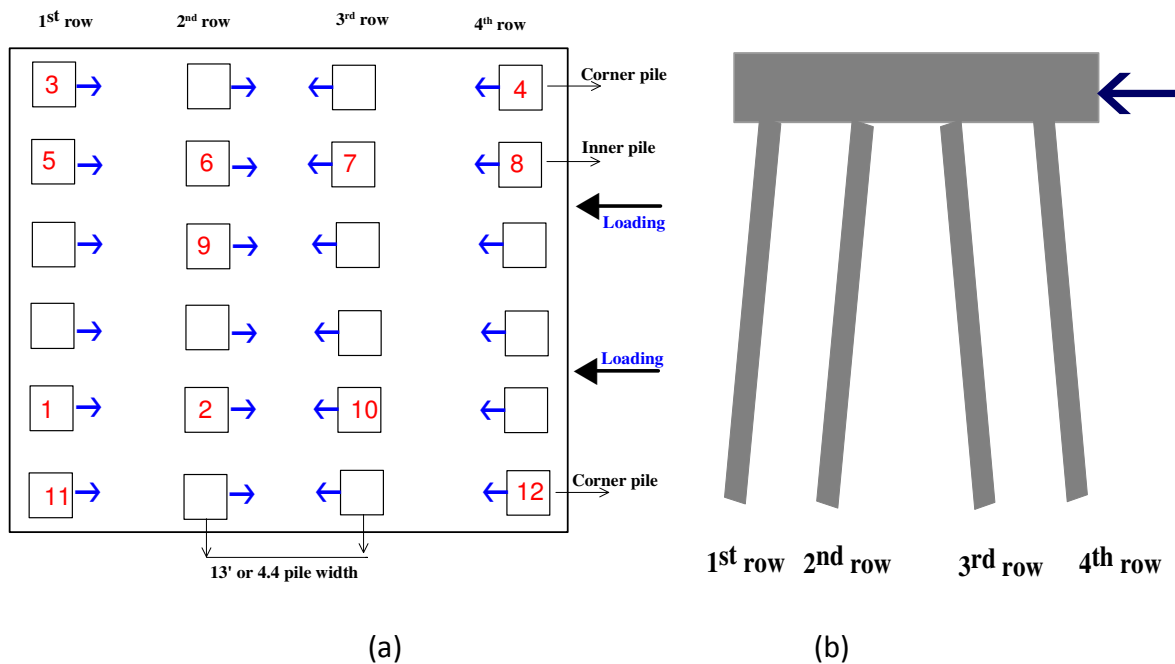 1st row 2nd row 3rd row 4th row
3 4 Corner pile
5 6 7 8 Inner pile
9
Loading
Loading
1 2 10
11 12 Corner pile
13' or 4.4 pile width
1st row 2nd row 3rd row 4th row
(a) (b)